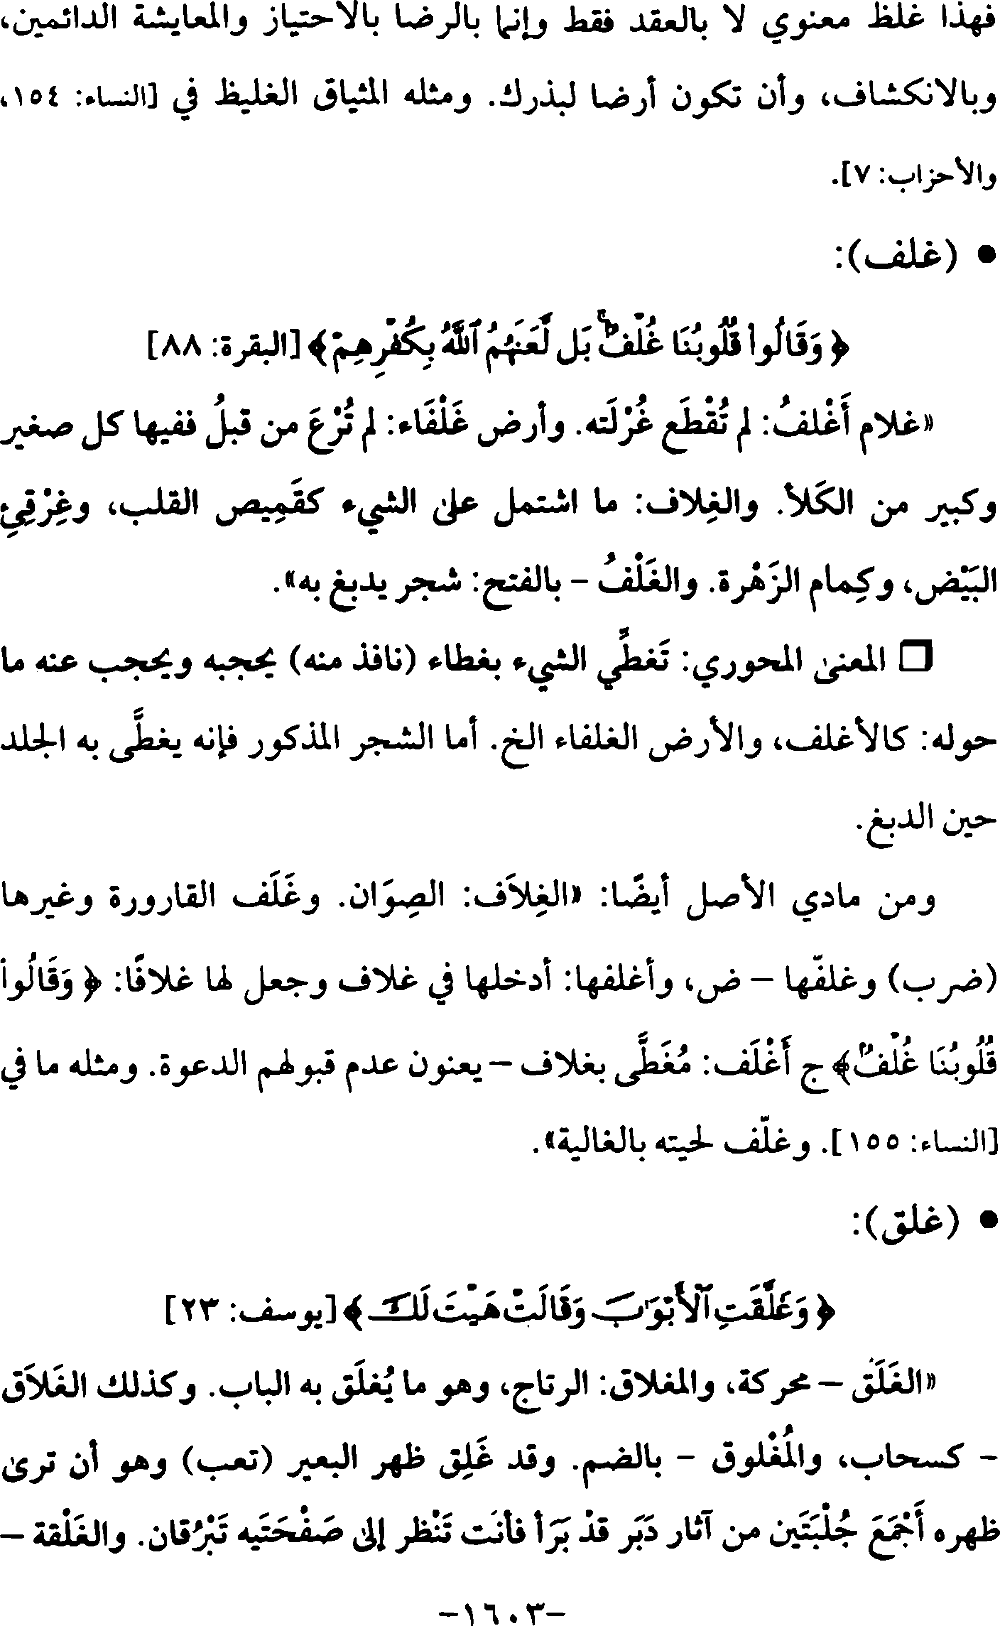 فهذا غلظ معنوي لا بالعقد فقط وإنما بالرضا بالاحتياز والمعايشة الدائمين،
وبالانكشاف، وأن تكون أرضا لبذرك. ومثله المثياق الغليظ في [النساء: ١٥٤،
والأحزاب: ٧].
• (غلف):
﴿وَقَالُوا۟ قُلُوبُنَا غُلْفٌۢ ۚ بَل لَّعَنَهُمُ ٱللَّهُ بِكُفْرِهِمْ﴾ [البقرة: ٨٨]
«غلام أَغْلفُ: لم تُقْطَع غُرْلَته. وأرض غَلْفَاء: لم تُرْعَ من قبلُ ففيها كل صغير
وكبير من الكَلأ. والغِلاف: ما اشتمل على الشيء كقَمِيص القلب، وغِرْقِئِ
البَيْض، وكِمام الزَهْرة. والغَلْفُ – بالفتح: شجر يدبغ به».
❒ المعنى المحوري: تَغطِّي الشيء بغطاء (نافذ منه) يحجبه ويحجب عنه ما
حوله: كالأغلف، والأرض الغلفاء الخ. أما الشجر المذكور فإنه يغطَّى به الجلد
حين الدبغ.
ومن مادي الأصل أيضًا: «الغِلاَف: الصِوَان. وغَلَف القارورة وغيرها
(ضرب) وغلفّها – ض، وأغلفها: أدخلها في غلاف وجعل لها غلافًا: ﴿وَقَالُوا۟
قُلُوبُنَا غُلْفٌۢ﴾ ج أَغْلَف: مُغَطَّى بغلاف – يعنون عدم قبولهم الدعوة. ومثله ما في
[النساء: ١٥٥]. وغلّف لحيته بالغالية».
• (غلق):
﴿وَغَلَّقَتِ ٱلْأَبْوَٰبَ وَقَالَتْ هَيْتَ لَكَ﴾ [يوسف: ٢٣]
«الغَلَق – محركة، والمغلاق: الرتاج، وهو ما يُغلَق به الباب. وكذلك الغَلاَق
– كسحاب، والمُغْلوق – بالضم. وقد غَلِق ظهر البعير (تعب) وهو أن ترى
ظهره أَجْمَعَ جُلْبَتَين من آثار دَبَر قدْ بَرَأ فأنَت تَنْظر إلى صَفْحَتَيه تَبْرُقان. والغَلْقة –
-١٦٠٣-